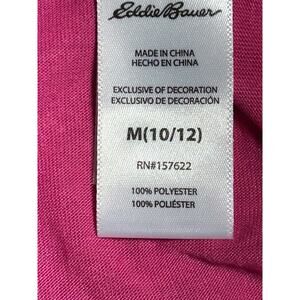 Eddie Bauer
MADE IN CHINA
HECHO EN CHINA
EXCLUSIVE OF DECORATION
EXCLUSIVO DE DECORACIÓN
M(10/12)
RN#157622
100% POLYESTER
100% POLIÉSTER